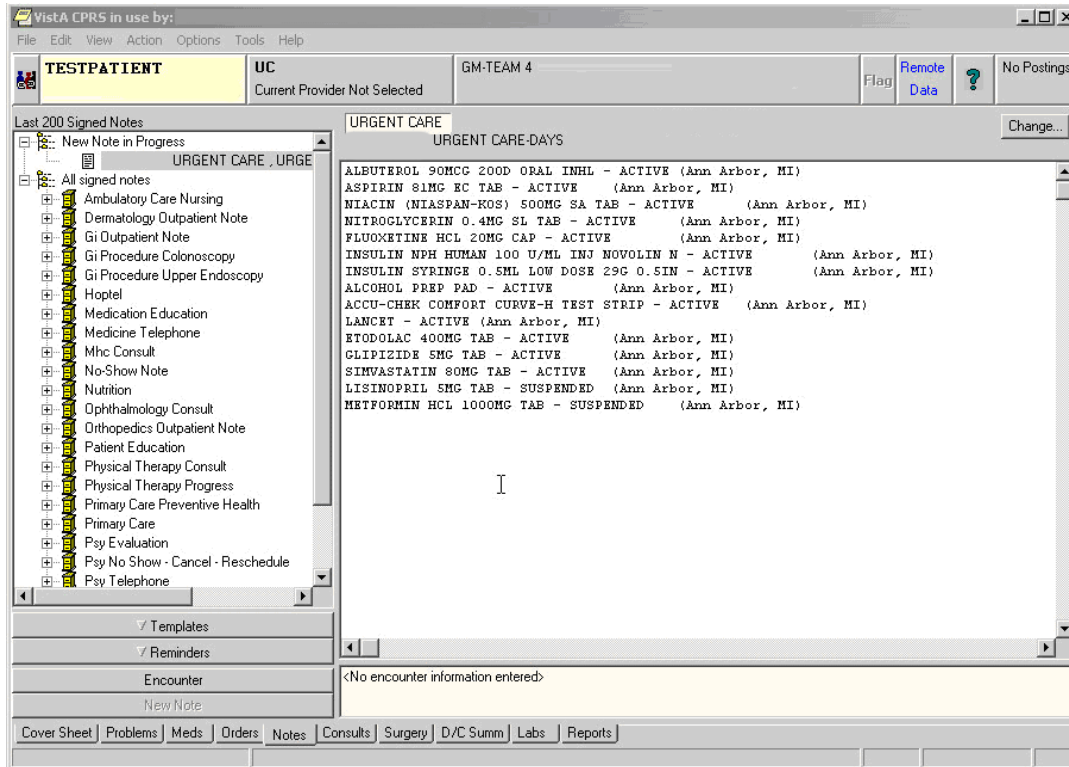 VistA CPRS in use by:
File Edit View Action Options Tools Help
TESTPATIENT
UC
Current Provider Not Selected
GM-TEAM 4
Flag
Remote
Data
?
No Postings
Last 200 Signed Notes
New Note in Progress
URGENT CARE , URGE
All signed notes
Ambulatory Care Nursing
Dermatology Outpatient Note
Gi Outpatient Note
Gi Procedure Colonoscopy
Gi Procedure Upper Endoscopy
Hoptel
Medication Education
Medicine Telephone
Mhc Consult
No-Show Note
Nutrition
Ophthalmology Consult
Orthopedics Outpatient Note
Patient Education
Physical Therapy Consult
Physical Therapy Progress
Primary Care Preventive Health
Primary Care
Psy Evaluation
Psy No Show - Cancel - Reschedule
Psy Telephone
Templates
Reminders
Encounter
New Note
URGENT CARE
URGENT CARE-DAYS
Change...
ALBUTEROL 90MCG 200D ORAL INHL - ACTIVE (Ann Arbor, MI)
ASPIRIN 81MG EC TAB - ACTIVE (Ann Arbor, MI)
NIACIN (NIASPAN-KOS) 500MG SA TAB - ACTIVE (Ann Arbor, MI)
NITROGLYCERIN 0.4MG SL TAB - ACTIVE (Ann Arbor, MI)
FLUOXETINE HCL 20MG CAP - ACTIVE (Ann Arbor, MI)
INSULIN NPH HUMAN 100 U/ML INJ NOVOLIN N - ACTIVE (Ann Arbor, MI)
INSULIN SYRINGE 0.5ML LOW DOSE 29G 0.5IN - ACTIVE (Ann Arbor, MI)
ALCOHOL PREP PAD - ACTIVE (Ann Arbor, MI)
ACCU-CHEK COMFORT CURVE-H TEST STRIP - ACTIVE (Ann Arbor, MI)
LANCET - ACTIVE (Ann Arbor, MI)
ETODOLAC 400MG TAB - ACTIVE (Ann Arbor, MI)
GLIPIZIDE 5MG TAB - ACTIVE (Ann Arbor, MI)
SIMVASTATIN 80MG TAB - ACTIVE (Ann Arbor, MI)
LISINOPRIL 5MG TAB - SUSPENDED (Ann Arbor, MI)
METFORMIN HCL 1000MG TAB - SUSPENDED (Ann Arbor, MI)
<No encounter information entered>
Cover Sheet Problems Meds Orders Notes Consults Surgery D/C Summ Labs Reports